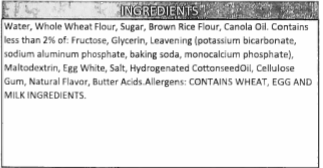 INGREDIENTS
Water, Whole Wheat Flour, Sugar, Brown Rice Flour, Canola Oil. Contains
less than 2% of: Fructose, Glycerin, Leavening (potassium bicarbonate,
sodium aluminum phosphate, baking soda, monocalcium phosphate),
Maltodextrin, Egg White, Salt, Hydrogenated CottonseedOil, Cellulose
Gum, Natural Flavor, Butter Acids.Allergens: CONTAINS WHEAT, EGG AND
MILK INGREDIENTS.